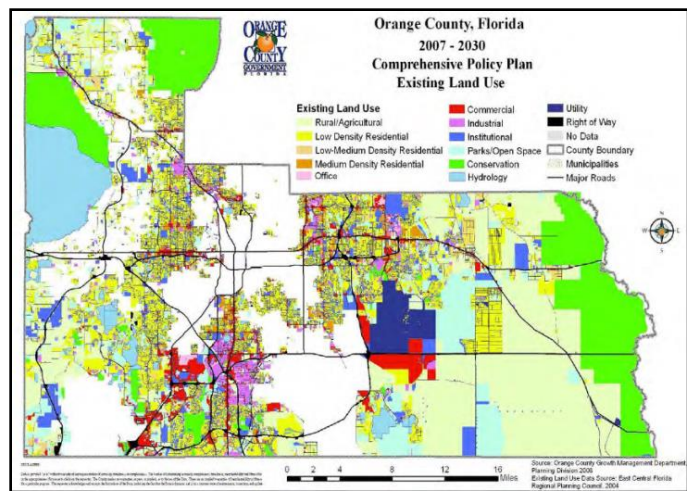 Orange County, Florida
2007 - 2030
Comprehensive Policy Plan
Existing Land Use
ORANGE
COUNTY
GOVERNMENT
FLORIDA
Existing Land Use
Rural/Agricultural
Low Density Residential
Low-Medium Density Residential
Medium Density Residential
Office
Commercial
Industrial
Institutional
Parks/Open Space
Conservation
Hydrology
Utility
Right of Way
No Data
County Boundary
Municipalities
Major Roads
N
W
E
S
0 2 4 8 12 16
Miles
Source: Orange County Growth Management Department
Planning Division 2006
Existing Land Use Data Source: East Central Florida
Regional Planning Council, 2004